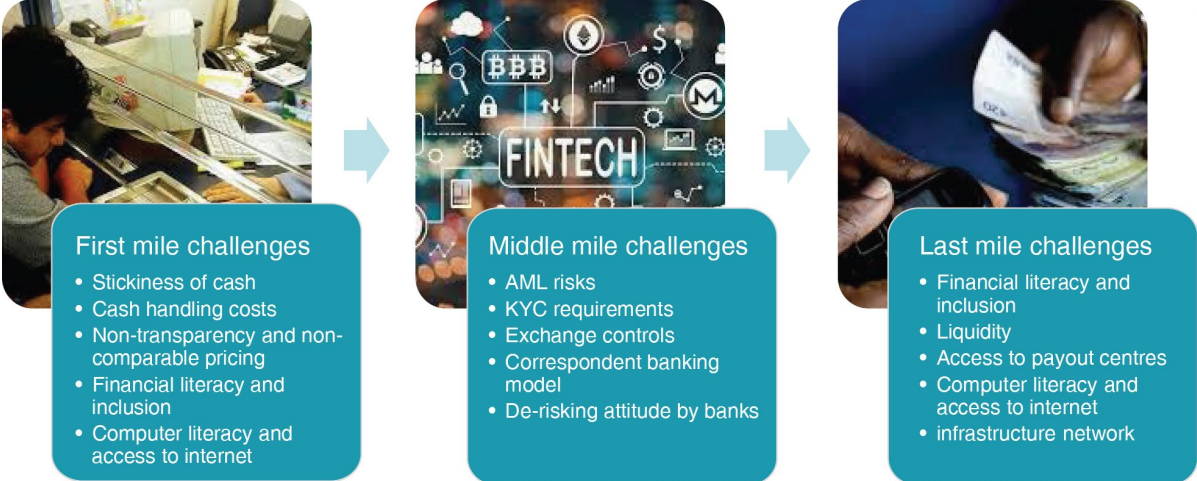 BBB
$
FINTECH
First mile challenges
• Stickiness of cash
• Cash handling costs
• Non-transparency and non-
comparable pricing
• Financial literacy and
inclusion
• Computer literacy and
access to internet
Middle mile challenges
• AML risks
• KYC requirements
• Exchange controls
• Correspondent banking
model
• De-risking attitude by banks
Last mile challenges
• Financial literacy and
inclusion
• Liquidity
• Access to payout centres
• Computer literacy and
access to internet
• infrastructure network